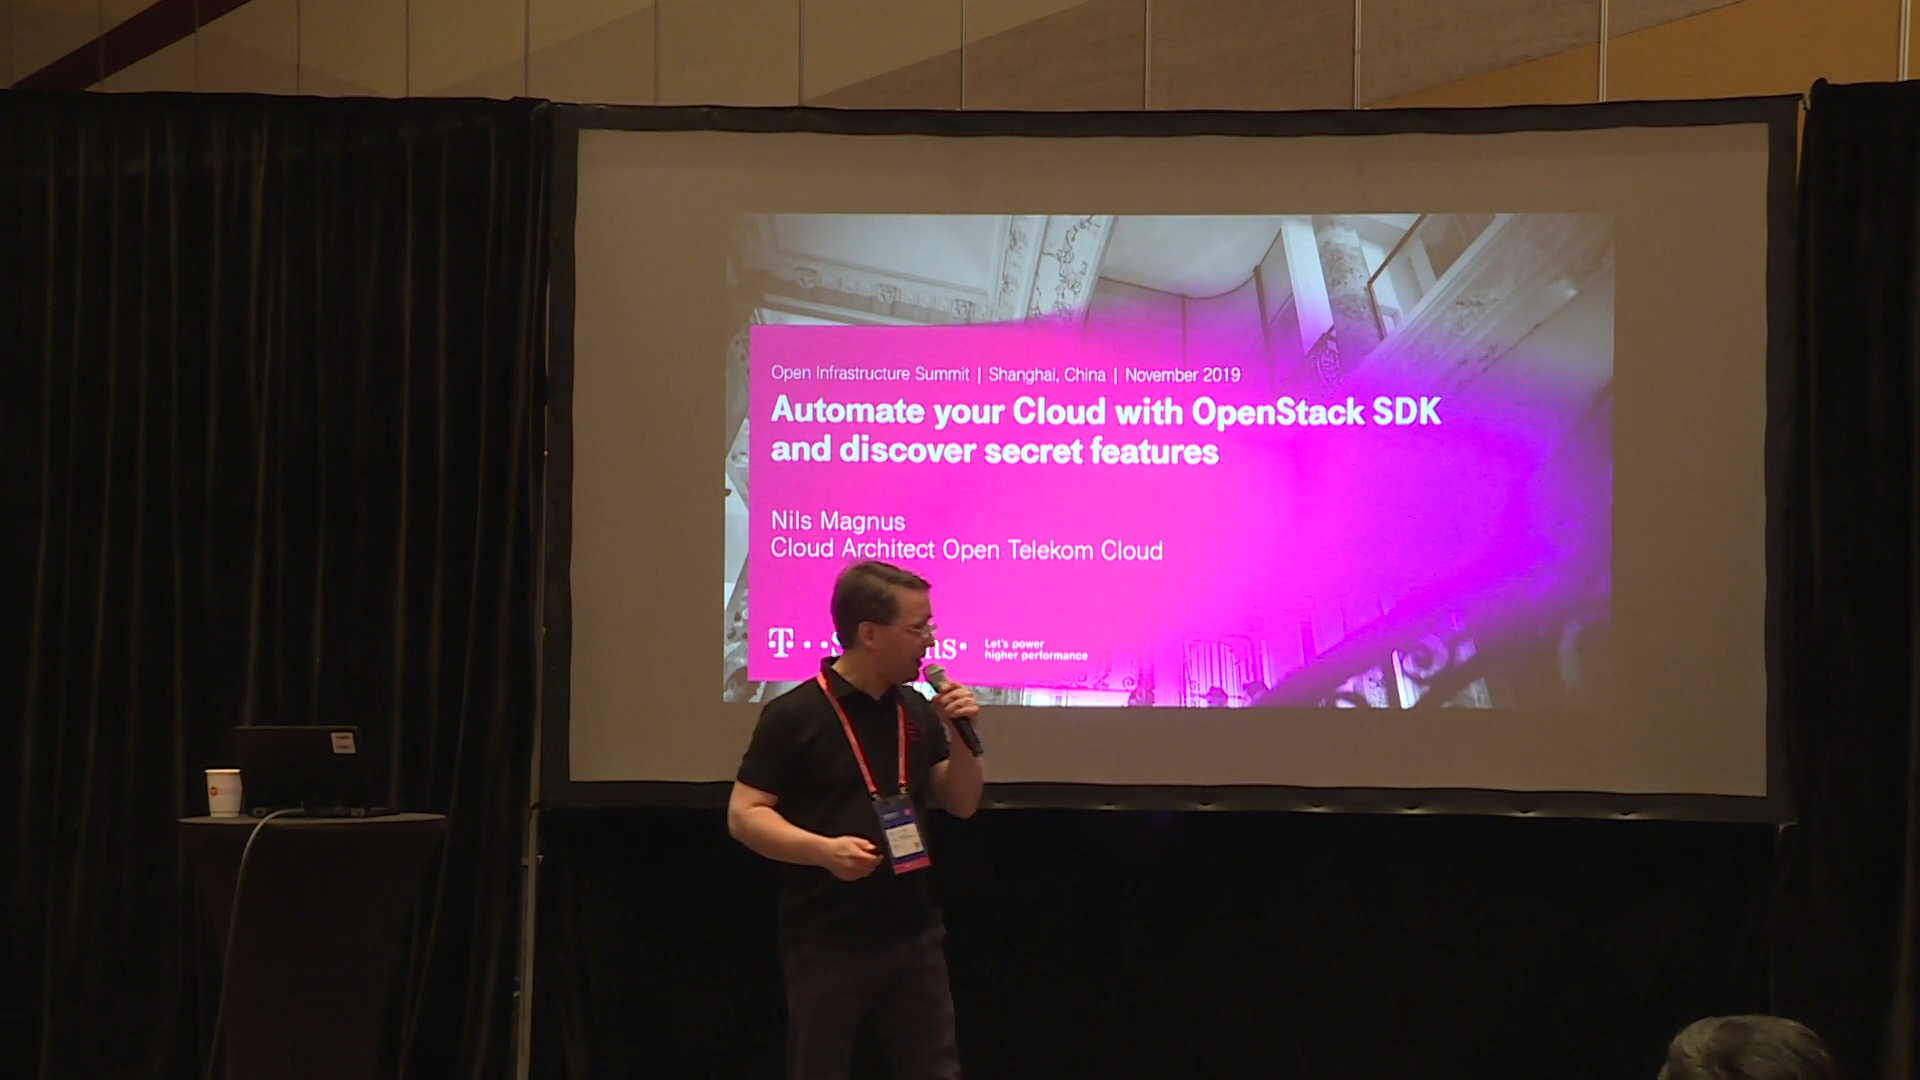 Open Infrastructure Summit | Shanghai, China | November 2019
Automate your Cloud with OpenStack SDK
and discover secret features
Nils Magnus
Cloud Architect Open Telekom Cloud
T
Let's power
higher performance